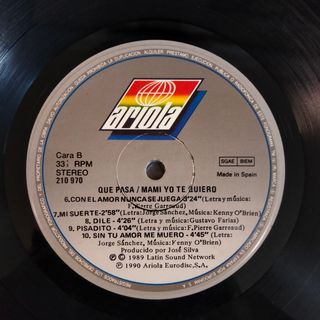 ariola
Cara B
33⅓ RPM
STEREO
210 970
SGAE BIEM
Made in Spain
QUE PASA / MAMI YO TE QUIERO
6.CON EL AMOR NUNCA SE JUEGA 3'24" (Letra y música:
F. Pierre Garreaud)
7.MI SUERTE-2'58" (Letra: Jorge Sánchez, Música: Kenny O'Brien)
8. DILE - 4'26" (Letra y música: Gustavo Farias)
9. PISADITO - 4'04" (Letra y música: F. Pierre Garreaud)
10. SIN TU AMOR ME MUERO - 4'45" (Letra:
Jorge Sánchez, Música: Kenny O'Brien)
Producido por José Silva
℗ 1989 Latin Sound Network
℗ 1990 Ariola Eurodisc, S.A.